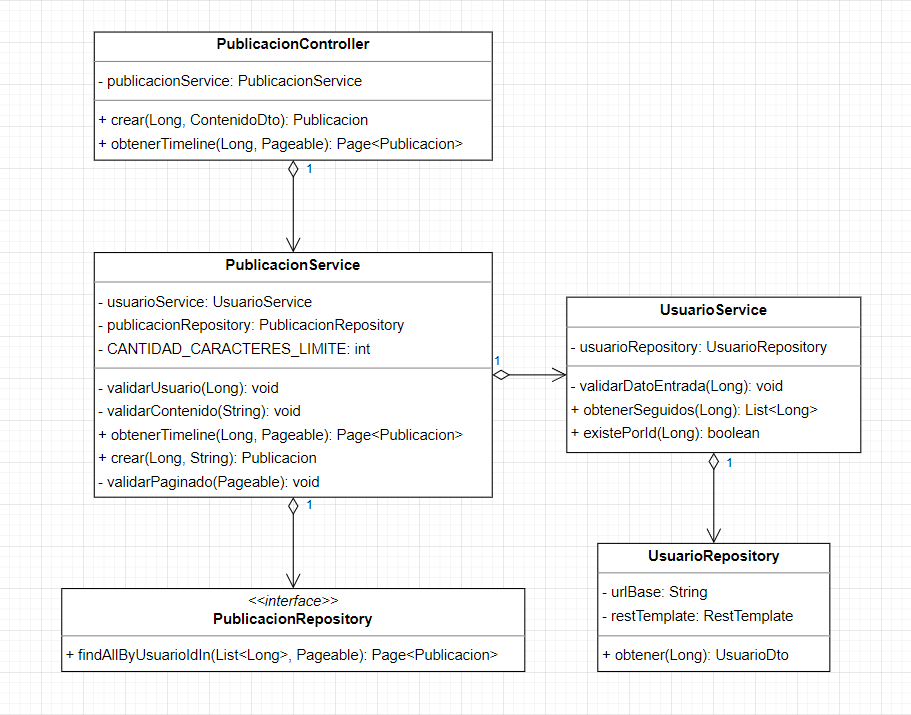 PublicacionController
- publicacionService: PublicacionService
+ crear(Long, ContenidoDto): Publicacion
+ obtenerTimeline(Long, Pageable): Page<Publicacion>
1
PublicacionService
- usuarioService: UsuarioService
- publicacionRepository: PublicacionRepository
- CANTIDAD_CARACTERES_LIMITE: int
- validarUsuario(Long): void
- validarContenido(String): void
+ obtenerTimeline(Long, Pageable): Page<Publicacion>
+ crear(Long, String): Publicacion
- validarPaginado(Pageable): void
1
1
UsuarioService
- usuarioRepository: UsuarioRepository
- validarDatoEntrada(Long): void
+ obtenerSeguidos(Long): List<Long>
+ existePorId(Long): boolean
1
<<interface>>
PublicacionRepository
+ findAllByUsuarioIdIn(List<Long>, Pageable): Page<Publicacion>
UsuarioRepository
- urlBase: String
- restTemplate: RestTemplate
+ obtener(Long): UsuarioDto